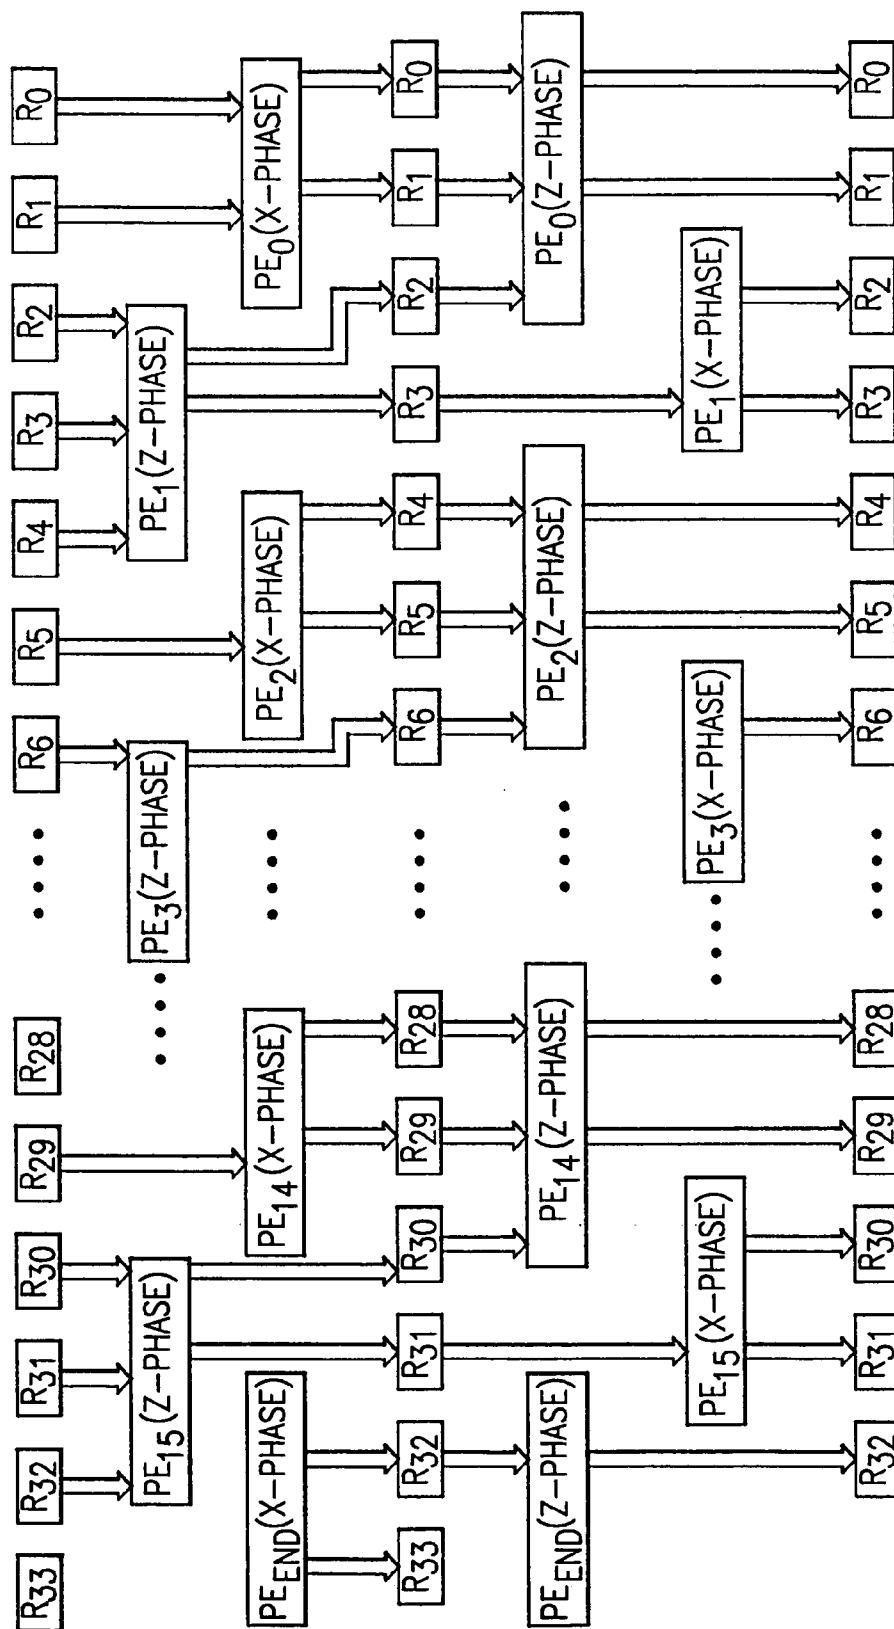 R33 R32 R31 R30 R29 R28 R6 R5 R4 R3 R2 R1 R0
PE15(Z–PHASE) PE3(Z–PHASE) PE1(Z–PHASE)
PEEND(X–PHASE) PE14(X–PHASE) PE2(X–PHASE) PE0(X–PHASE)
R33 R32 R31 R30 R29 R28 R6 R5 R4 R3 R2 R1 R0
PEEND(Z–PHASE) PE14(Z–PHASE) PE2(Z–PHASE) PE0(Z–PHASE)
PE15(X–PHASE) PE3(X–PHASE) PE1(X–PHASE)
R32 R31 R30 R29 R28 R6 R5 R4 R3 R2 R1 R0